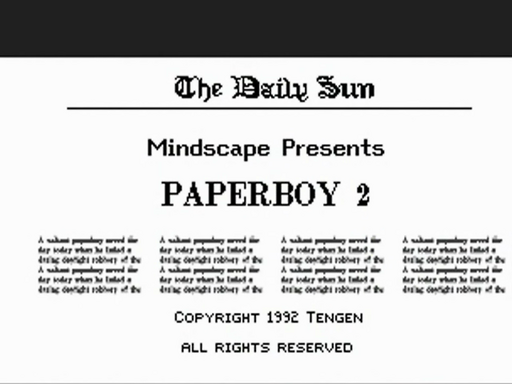 The Daily Sun
Mindscape Presents
PAPERBOY 2
A valiant paperboy saved the A valiant paperboy saved the A valiant paperboy saved the A valiant paperboy saved the
day today when he foiled a day today when he foiled a day today when he foiled a day today when he foiled a
daring daylight robbery of the daring daylight robbery of the daring daylight robbery of the daring daylight robbery of the
A valiant paperboy saved the A valiant paperboy saved the A valiant paperboy saved the A valiant paperboy saved the
day today when he foiled a day today when he foiled a day today when he foiled a day today when he foiled a
daring daylight robbery of the daring daylight robbery of the daring daylight robbery of the daring daylight robbery of the
COPYRIGHT 1992 TENGEN
ALL RIGHTS RESERVED